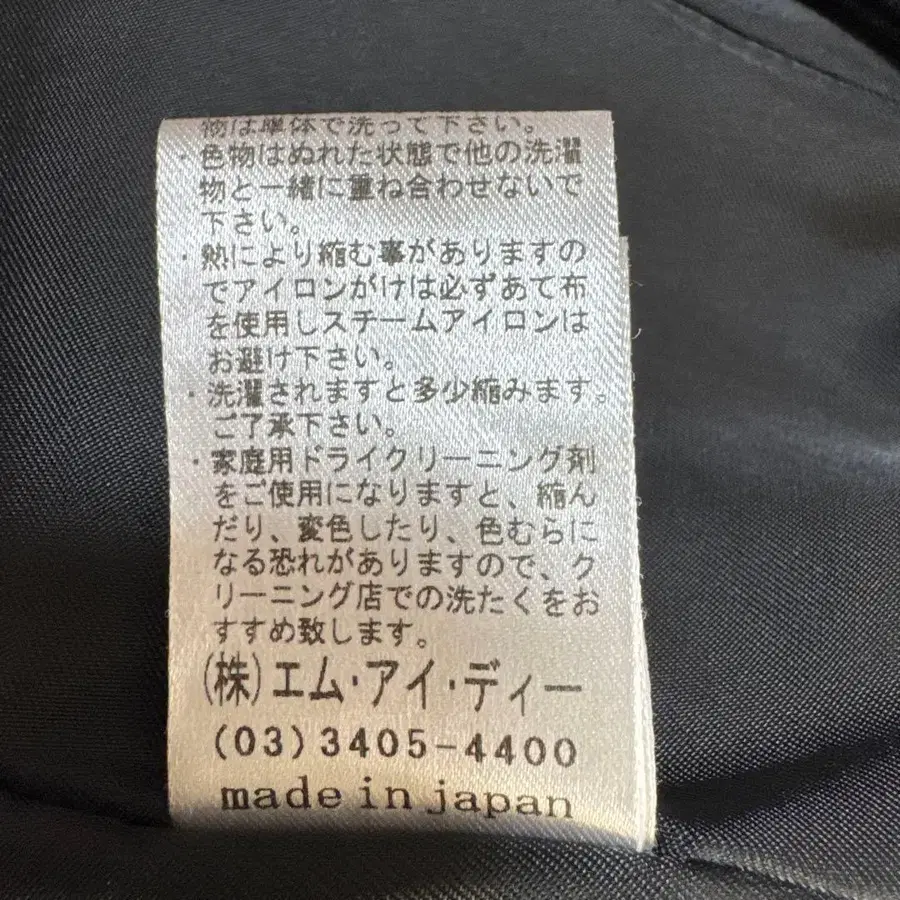 物は単体で洗って下さい。
・色物はぬれた状態で他の洗濯
物と一緒に重ね合わせないで
下さい。
・熱により縮む事がありますの
でアイロンがけは必ずあて布
を使用しスチームアイロンは
お避け下さい。
・洗濯されますと多少縮みます。
ご了承下さい。
・家庭用ドライクリーニング剤
をご使用になりますと、縮ん
だり、変色したり、色むらに
なる恐れがありますので、ク
リーニング店での洗たくをお
すすめ致します。
(株)エム・アイ・ディー
(03)3405-4400
made in japan